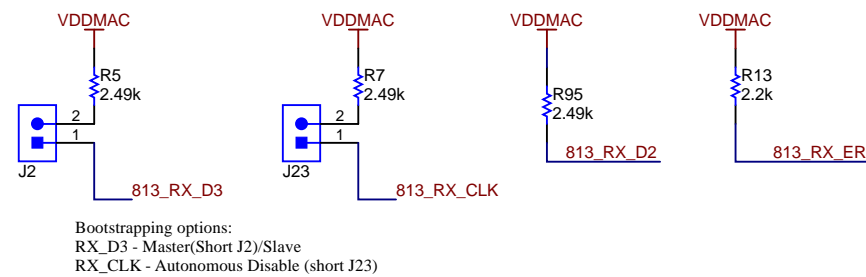 VDDMAC VDDMAC VDDMAC VDDMAC
R5 R7 R95 R13
2.49k 2.49k 2.49k 2.2k
2 2
1 1
J2 J23
813_RX_D3 813_RX_CLK 813_RX_D2 813_RX_ER
Bootstrapping options:
RX_D3 - Master(Short J2)/Slave
RX_CLK - Autonomous Disable (short J23)